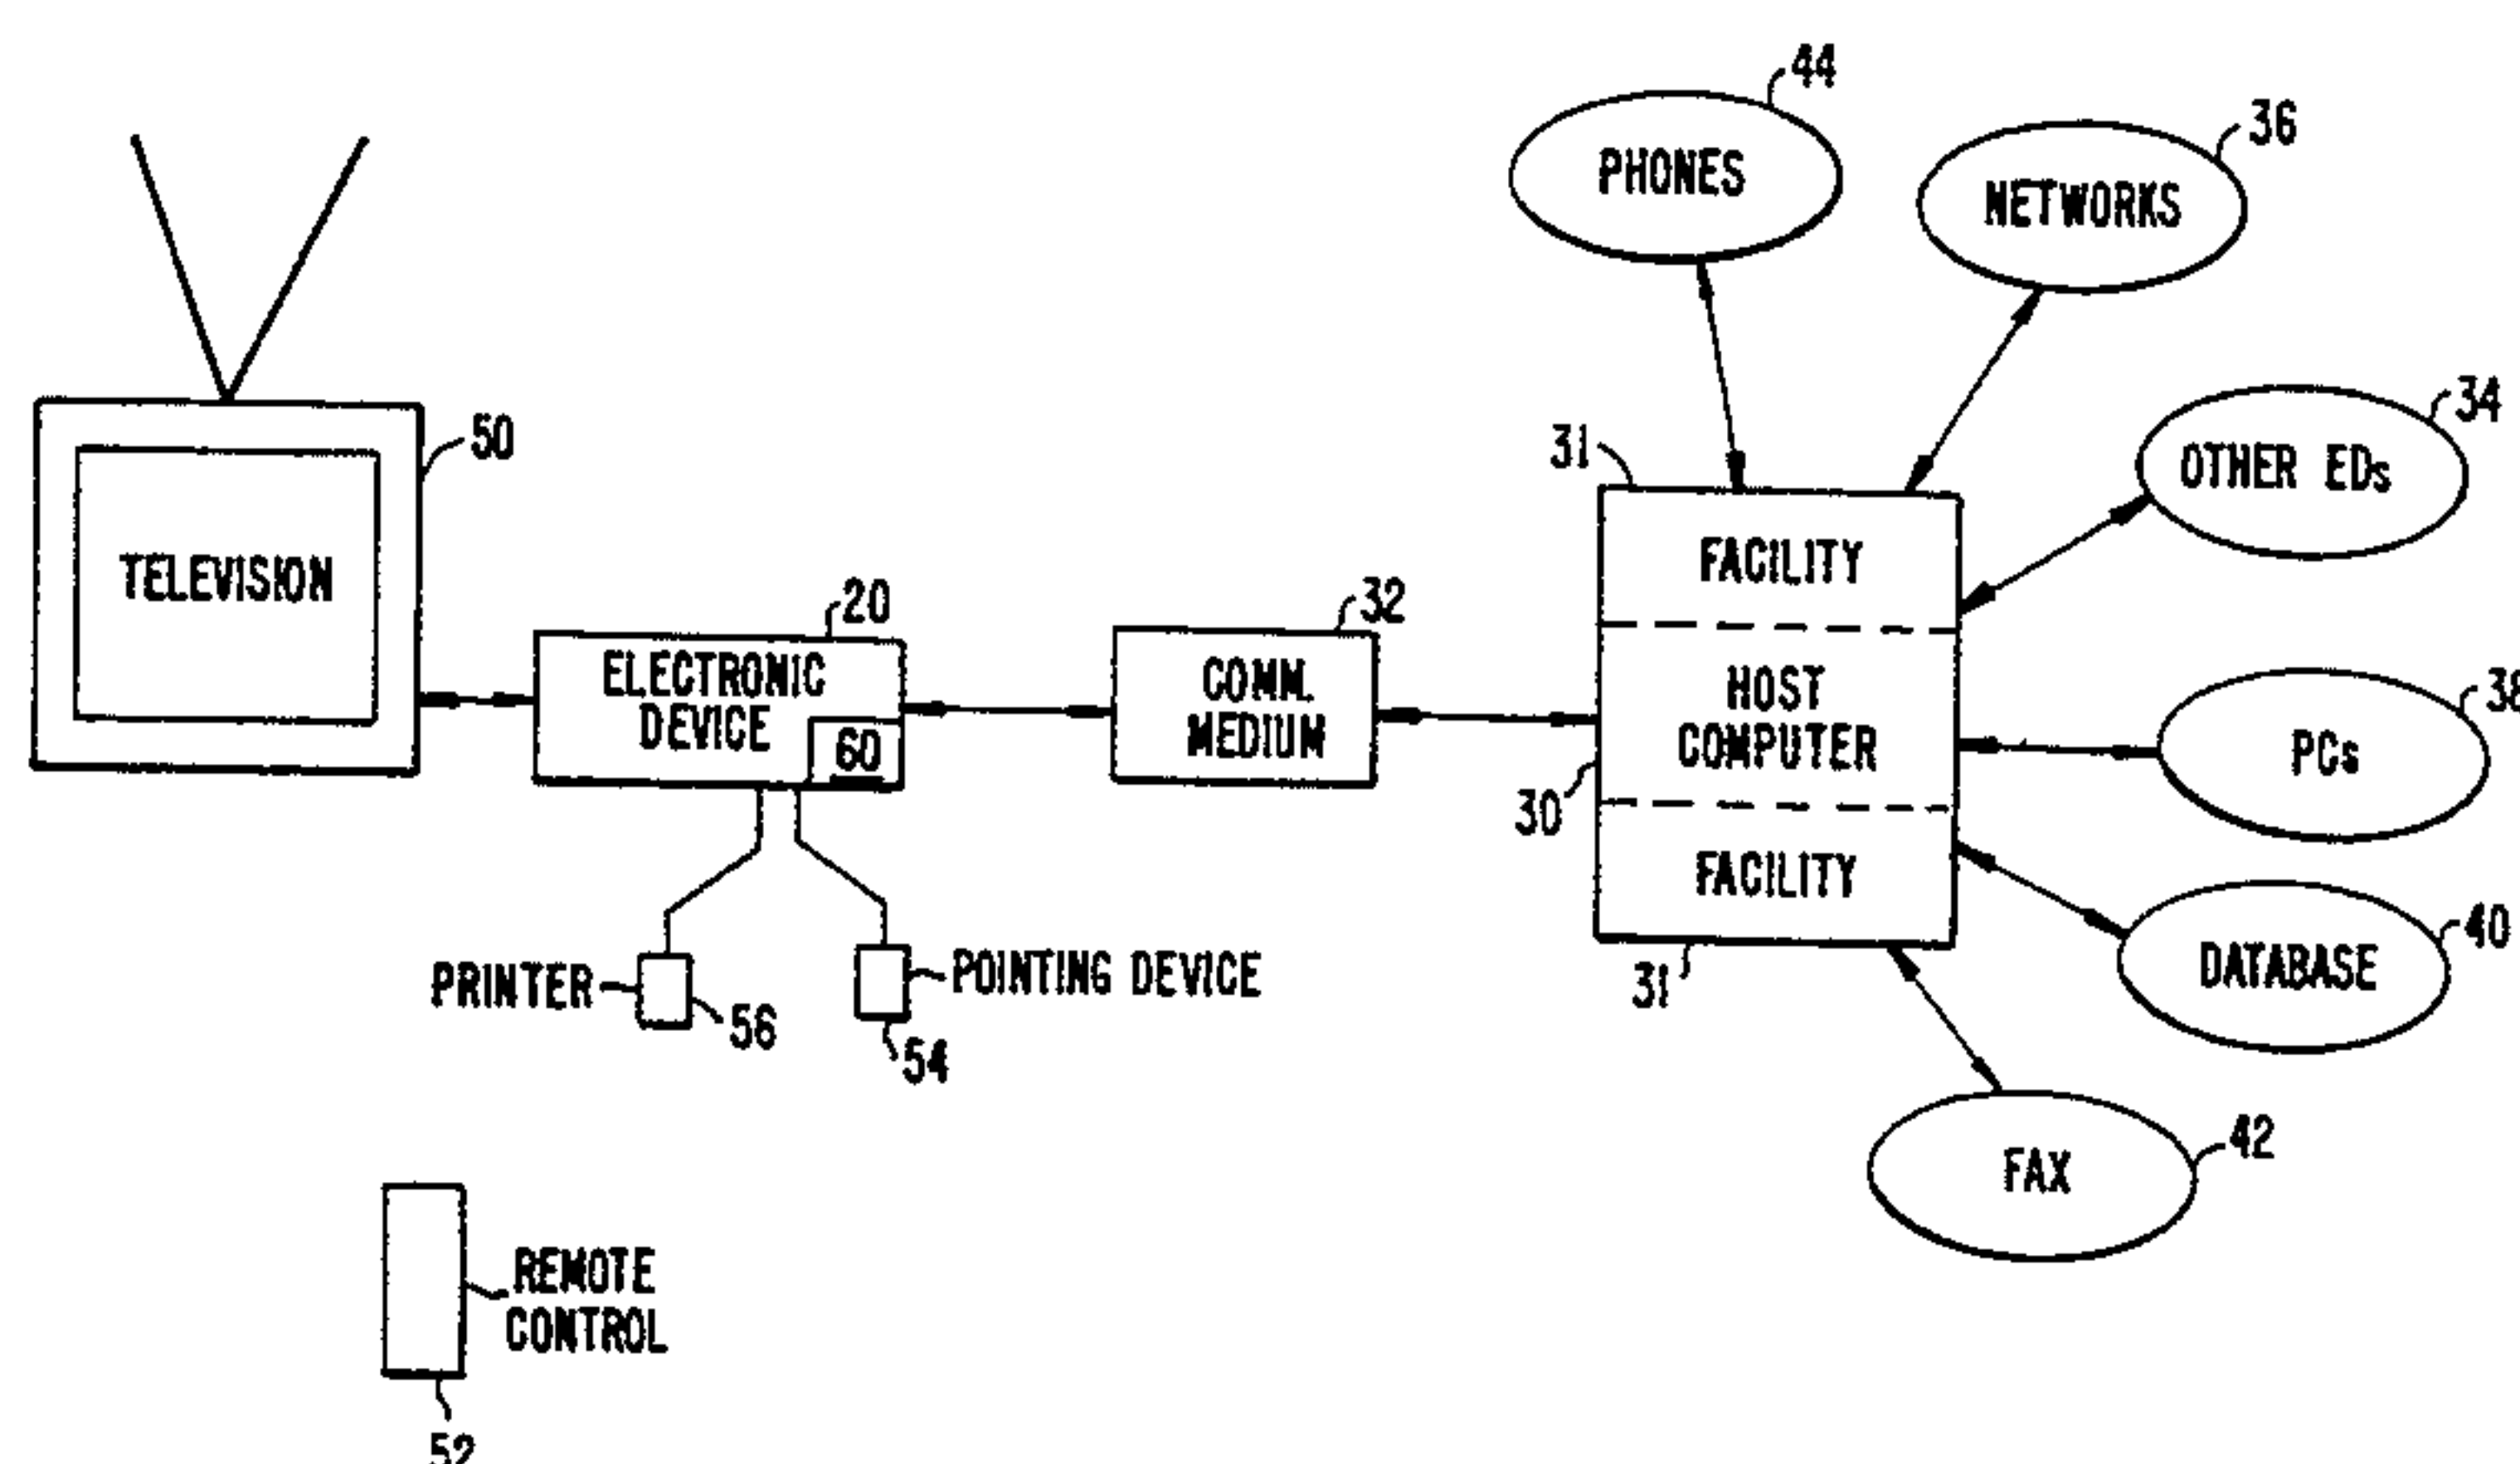 44
PHONES
36
NETWORKS
34
OTHER EDs
50
TELEVISION
31
FACILITY
20
ELECTRONIC
DEVICE
60
32
COMM.
MEDIUM
HOST
COMPUTER
30
38
PCs
FACILITY
31
40
DATABASE
PRINTER
56
POINTING DEVICE
54
42
FAX
REMOTE
CONTROL
52